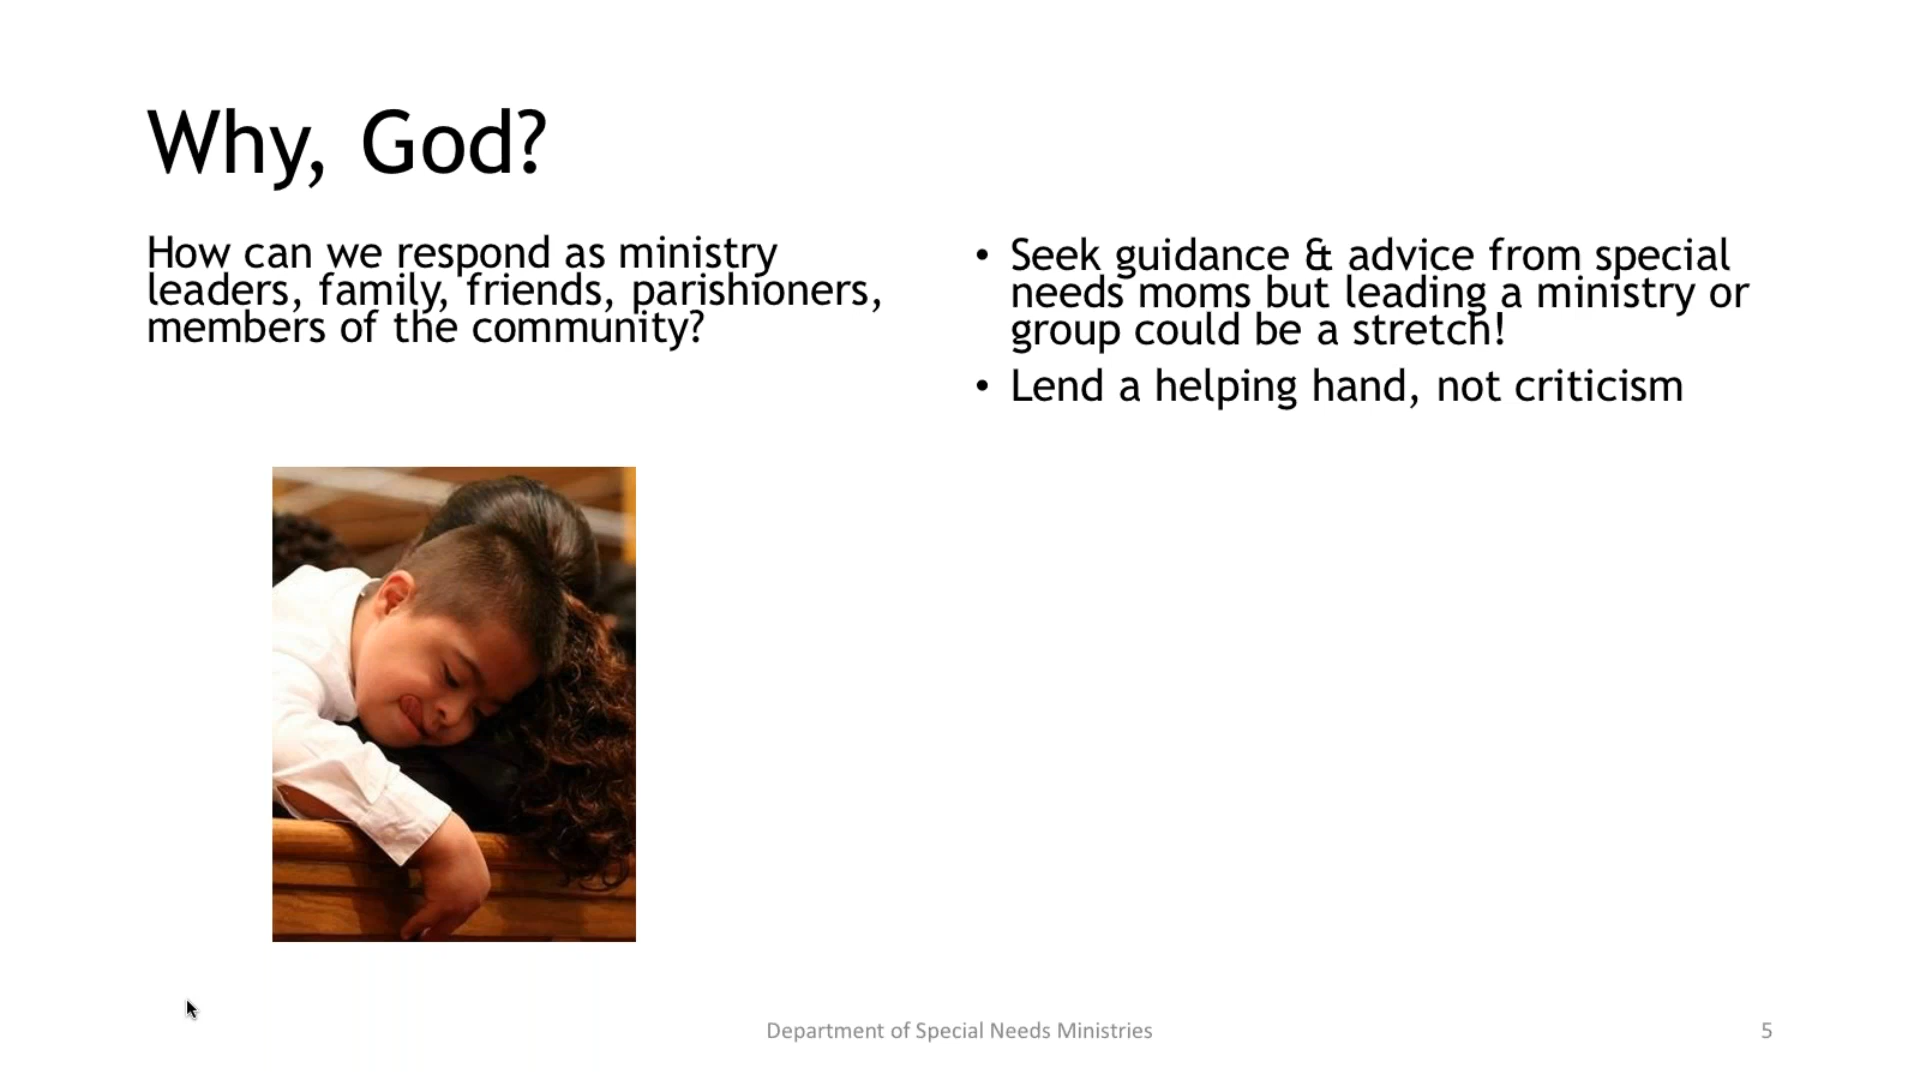 Why, God?
How can we respond as ministry
leaders, family, friends, parishioners,
members of the community?
• Seek guidance & advice from special
needs moms but leading a ministry or
group could be a stretch!
• Lend a helping hand, not criticism
Department of Special Needs Ministries
5